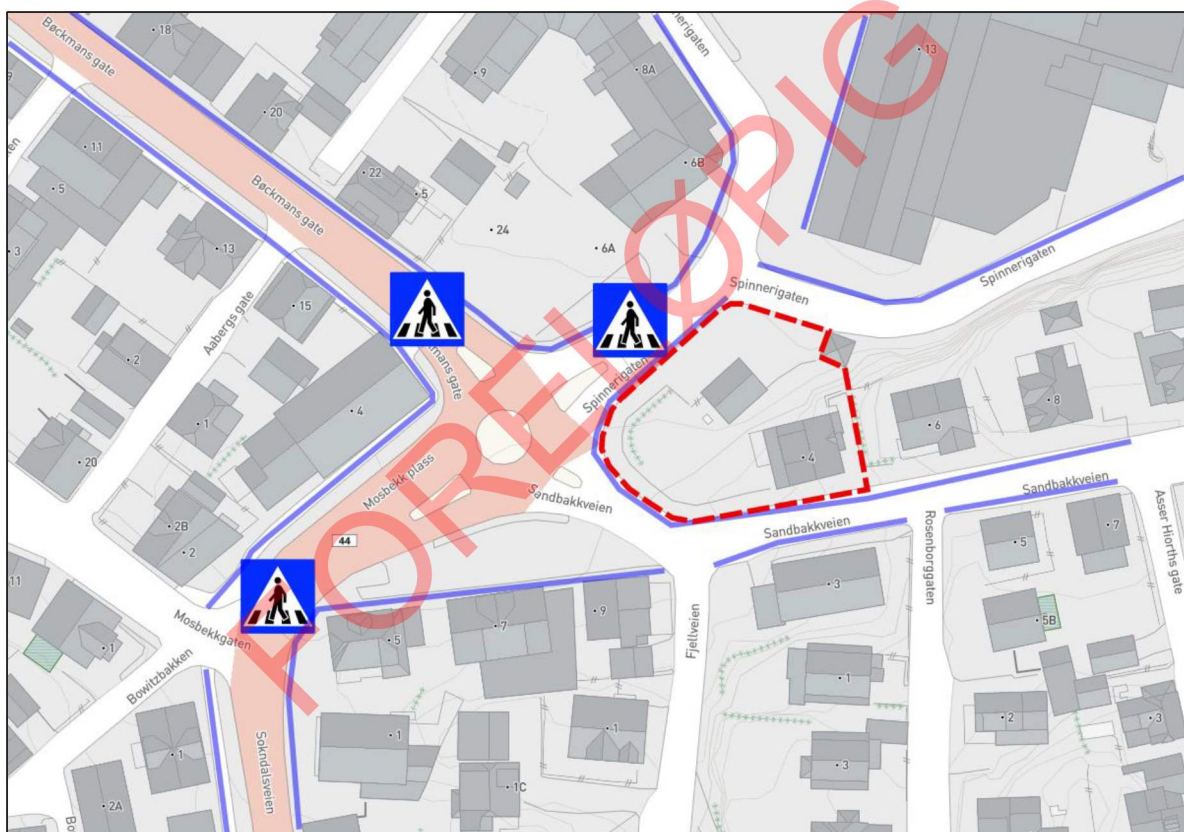 Bøckmans gate
18
9
8A
Spinnerigaten
13
9
20
11
5
3
Bøckmans gate
22
5
24
6B
6A
13
15
Aabergs gate
2
Spinnerigaten
Spinnerigaten
1
4
Spinnerigaten
6
8
20
4
Mosbekk plass
Sandbakkveien
Sandbakkveien
Sandbakkveien
2B
2
44
Rosenborggaten
5
7
Asser Hiorths gate
3
11
Mosbekkgaten
1
Bowitzbakken
5
7
9
Fjellveien
5B
1
1
2
3
1
1
Sokndalsveien
3
2A
1C
FORELØPIG